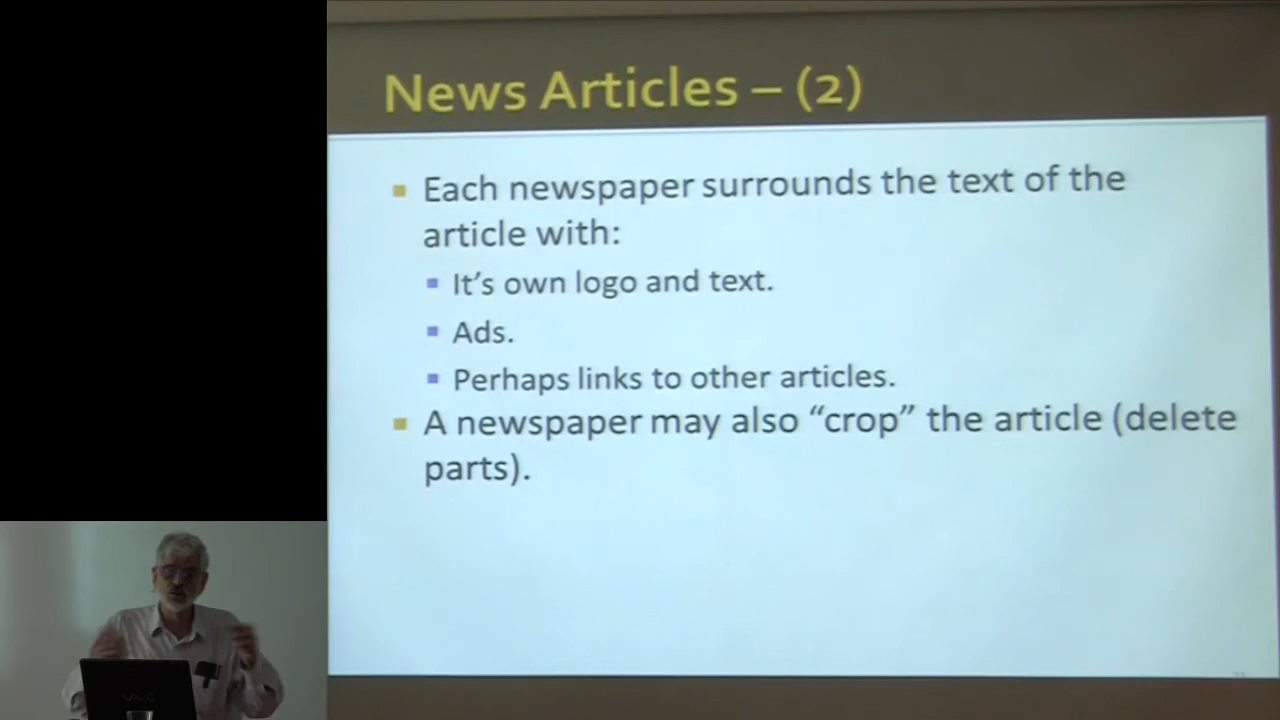 News Articles – (2)
Each newspaper surrounds the text of the
article with:
It's own logo and text.
Ads.
Perhaps links to other articles.
A newspaper may also “crop” the article (delete
parts).
VAIO